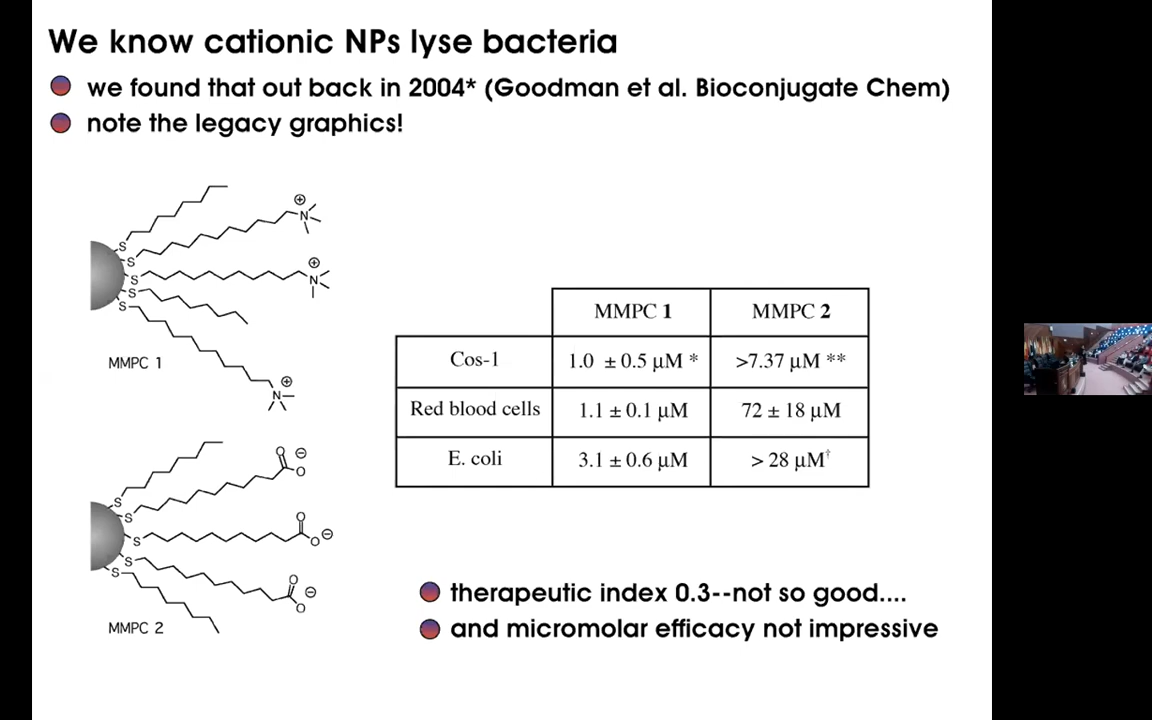 We know cationic NPs lyse bacteria
we found that out back in 2004* (Goodman et al. Bioconjugate Chem)
note the legacy graphics!
S
S
S
S
S
N
⊕
N
⊕
N
⊕
MMPC 1
S
S
S
S
S
O
O
⊖
O
O
⊖
O
O
⊖
MMPC 2
MMPC 1 MMPC 2
Cos-1 1.0 ± 0.5 µM * >7.37 µM **
Red blood cells 1.1 ± 0.1 µM 72 ± 18 µM
E. coli 3.1 ± 0.6 µM > 28 µM†
therapeutic index 0.3--not so good....
and micromolar efficacy not impressive